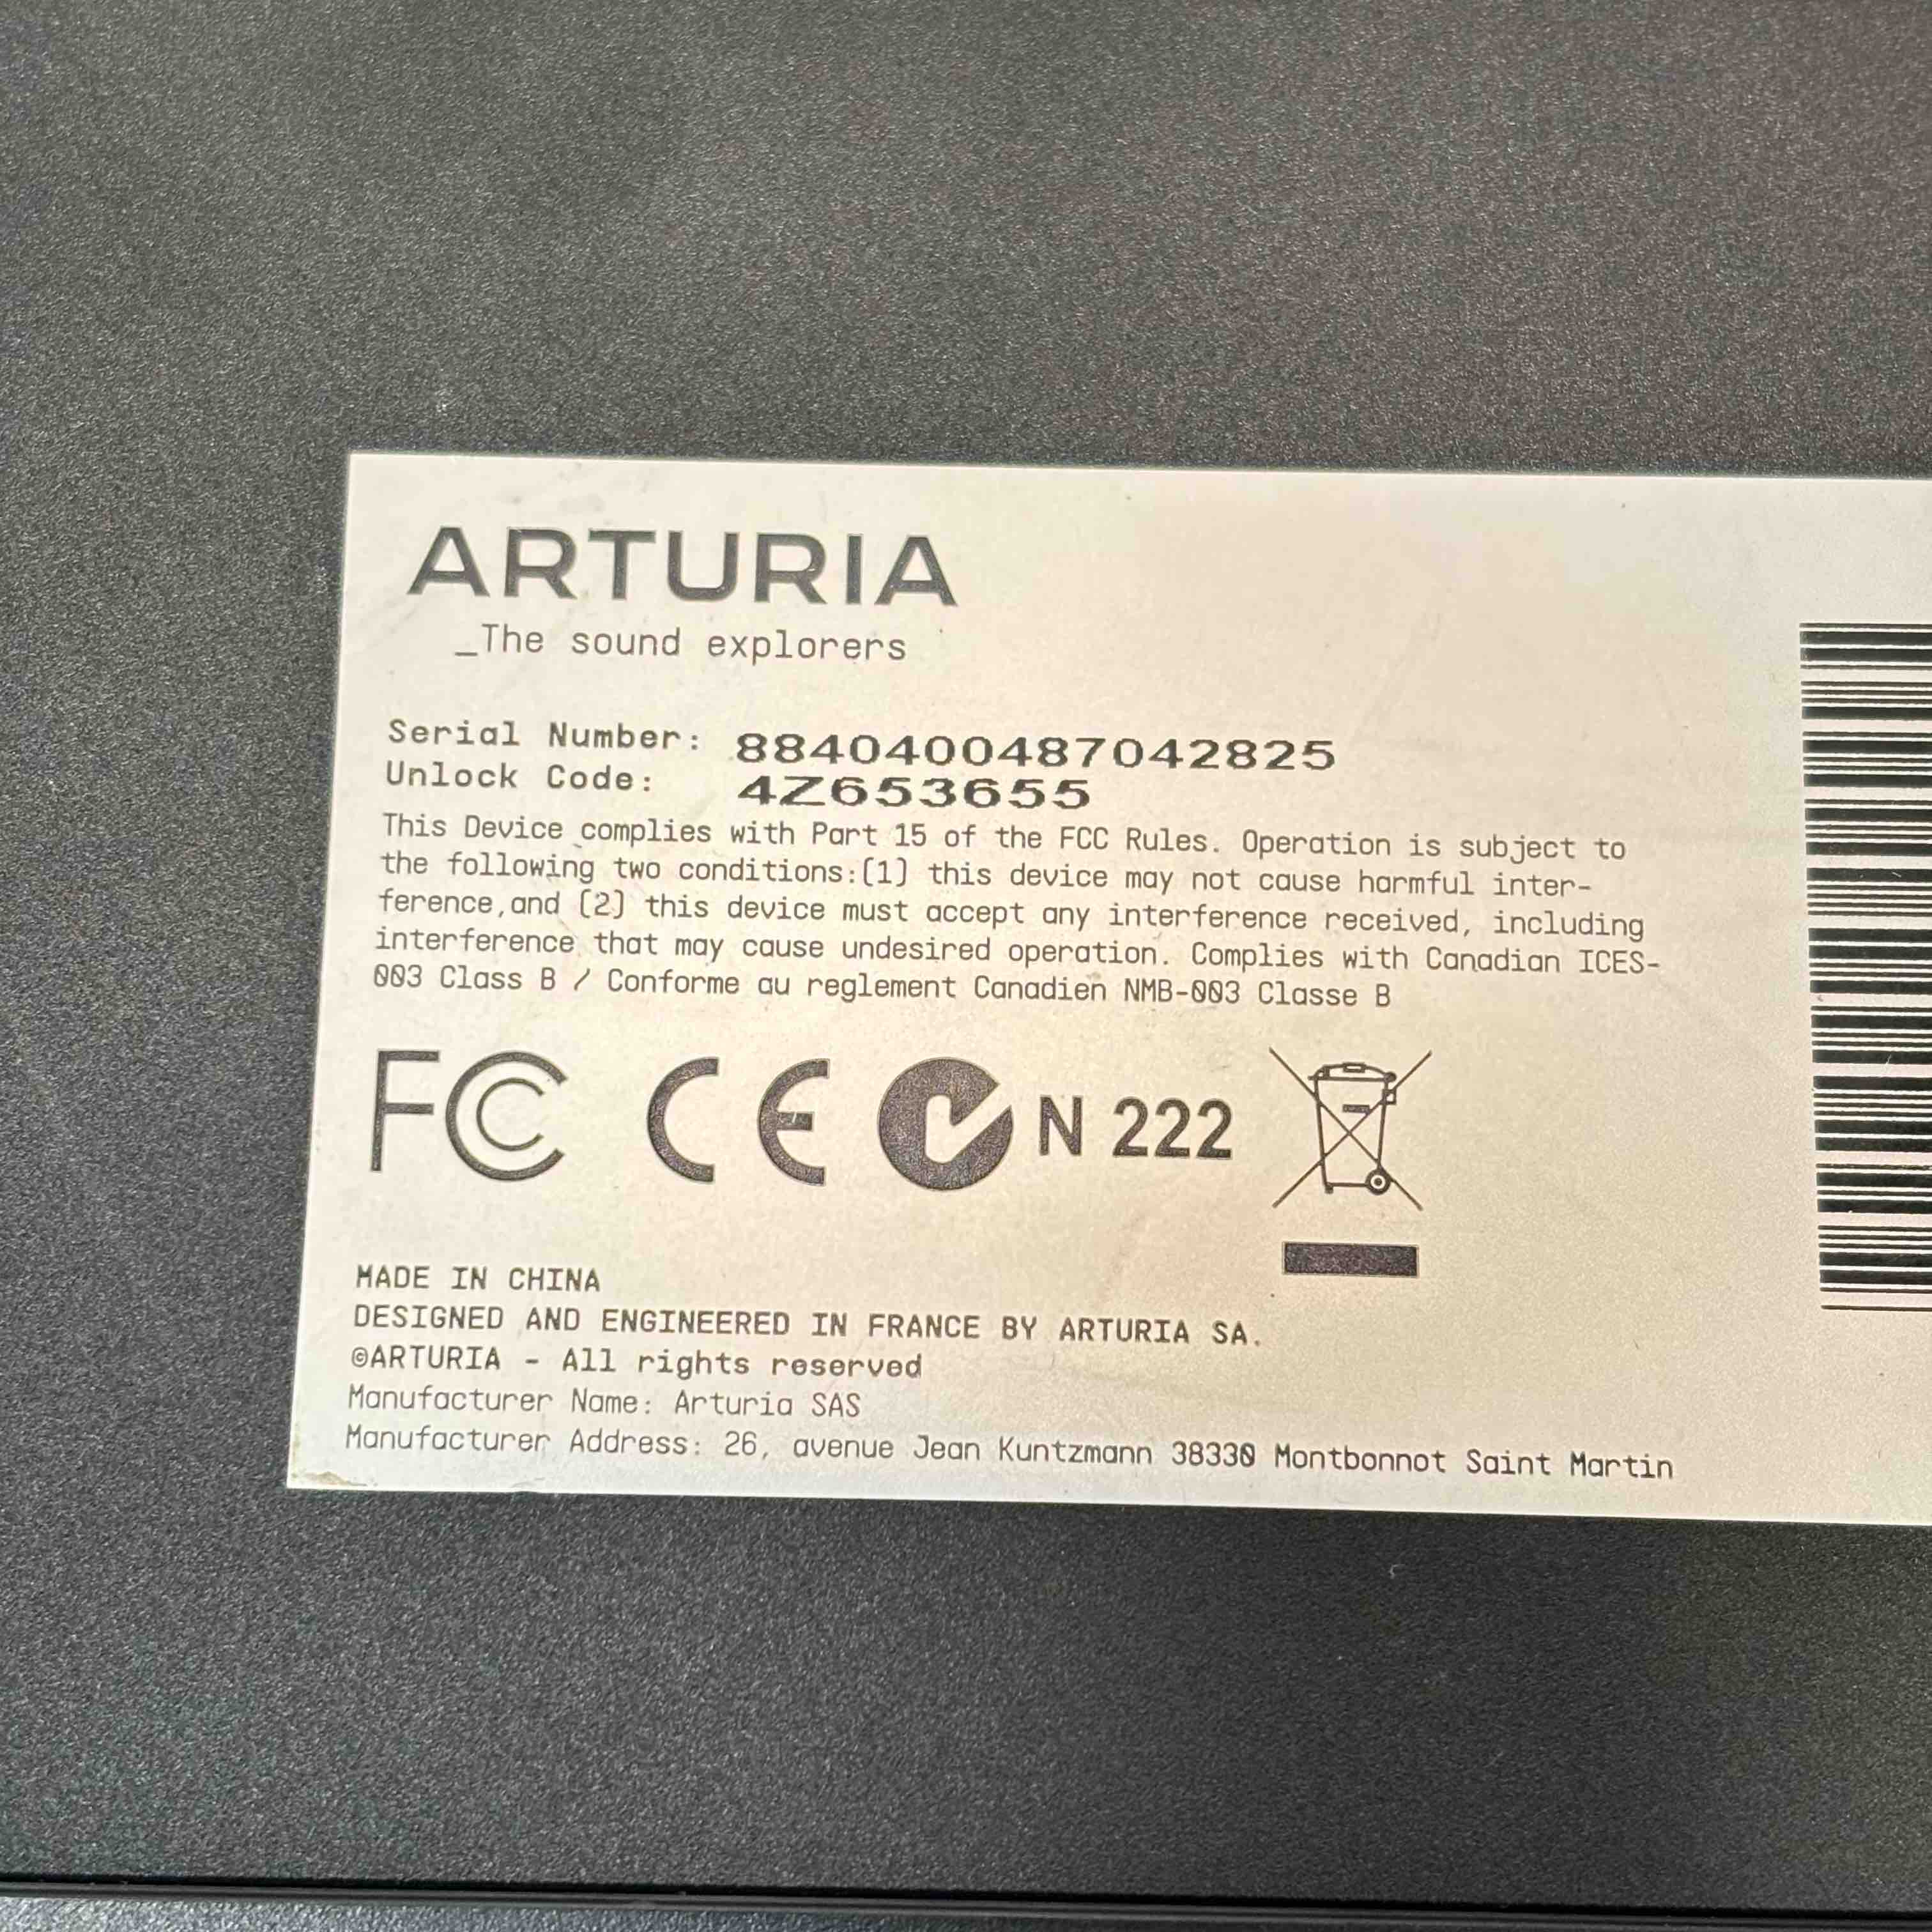 ARTURIA
_The sound explorers
Serial Number: 8840400487042825
Unlock Code: 4Z653655
This Device complies with Part 15 of the FCC Rules. Operation is subject to
the following two conditions:(1) this device may not cause harmful inter-
ference,and (2) this device must accept any interference received, including
interference that may cause undesired operation. Complies with Canadian ICES-
003 Class B / Conforme au reglement Canadien NMB-003 Classe B
FC CE N 222
MADE IN CHINA
DESIGNED AND ENGINEERED IN FRANCE BY ARTURIA SA.
©ARTURIA - All rights reserved
Manufacturer Name: Arturia SAS
Manufacturer Address: 26, avenue Jean Kuntzmann 38330 Montbonnot Saint Martin